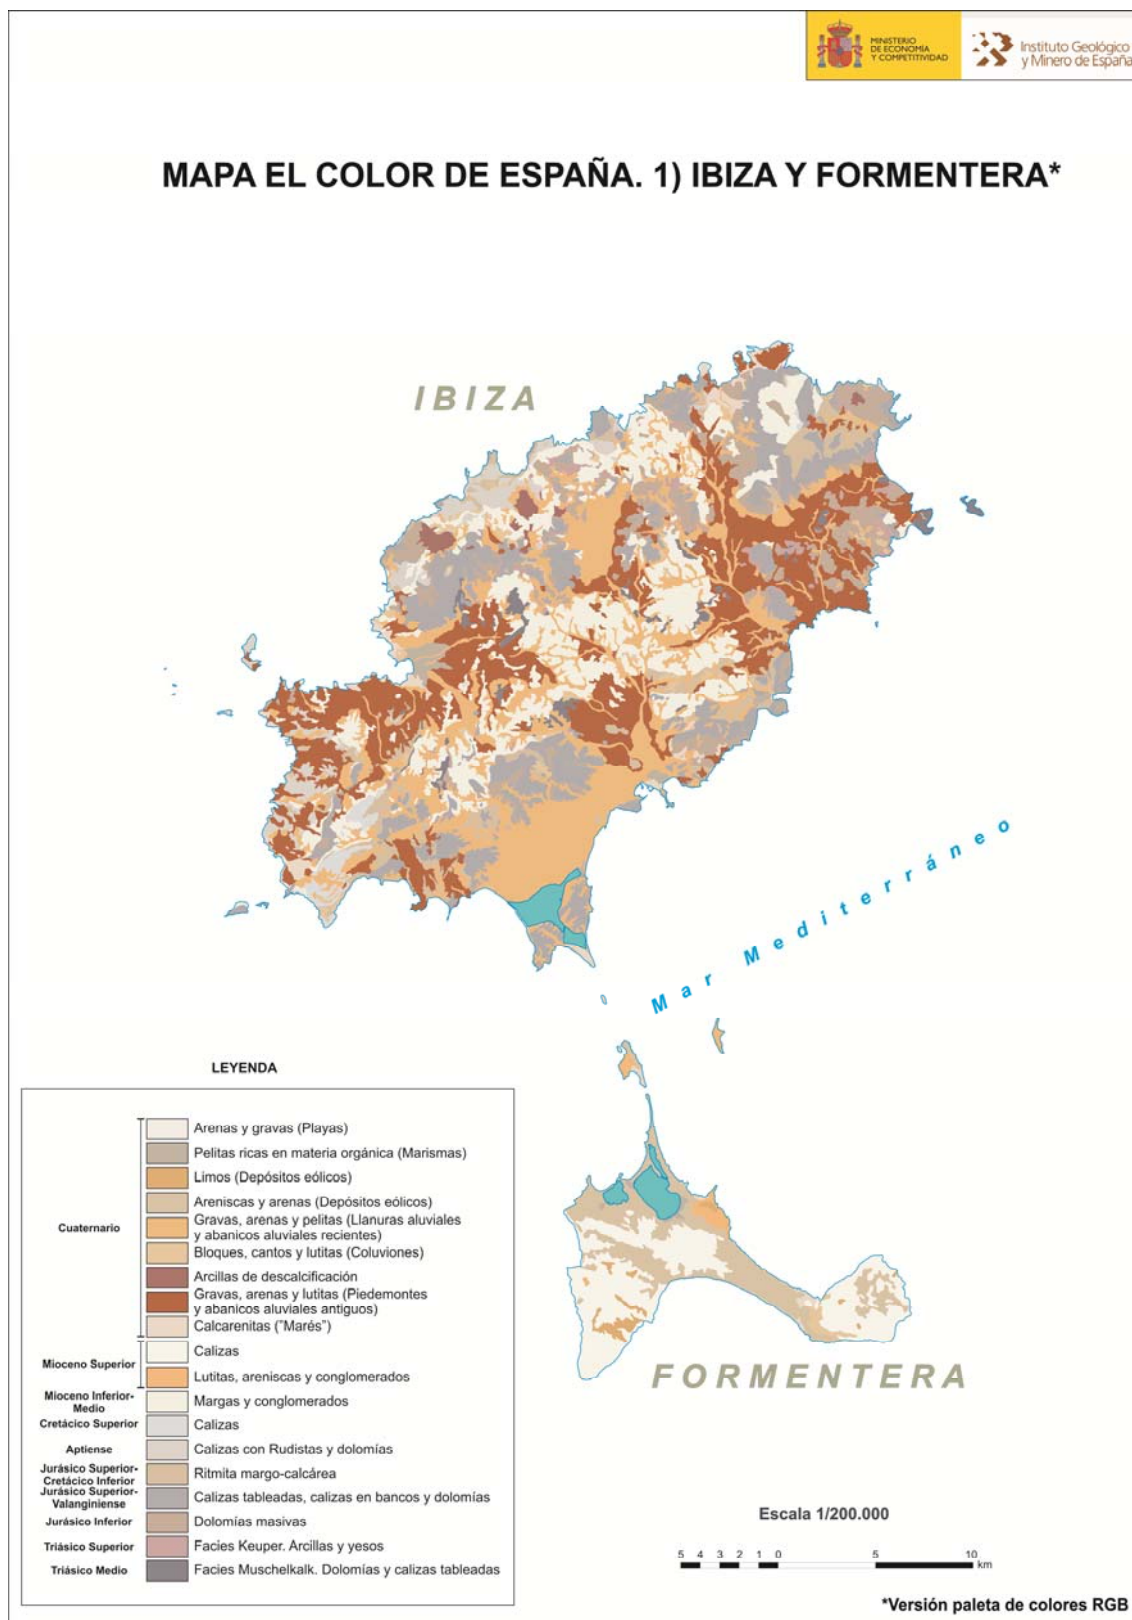 MINISTERIO
DE ECONOMÍA
Y COMPETITIVIDAD
Instituto Geológico
y Minero de España
MAPA EL COLOR DE ESPAÑA. 1) IBIZA Y FORMENTERA*
IBIZA
Mar Mediterráneo
FORMENTERA
LEYENDA
Cuaternario
Arenas y gravas (Playas)
Pelitas ricas en materia orgánica (Marismas)
Limos (Depósitos eólicos)
Areniscas y arenas (Depósitos eólicos)
Gravas, arenas y pelitas (Llanuras aluviales
y abanicos aluviales recientes)
Bloques, cantos y lutitas (Coluviones)
Arcillas de descalcificación
Gravas, arenas y lutitas (Piedemontes
y abanicos aluviales antiguos)
Calcarenitas ("Marés")
Mioceno Superior
Calizas
Lutitas, areniscas y conglomerados
Mioceno Inferior-
Medio
Margas y conglomerados
Cretácico Superior
Calizas
Aptiense
Calizas con Rudistas y dolomías
Jurásico Superior-
Cretácico Inferior
Ritmita margo-calcárea
Jurásico Superior-
Valanginiense
Calizas tableadas, calizas en bancos y dolomías
Jurásico Inferior
Dolomías masivas
Triásico Superior
Facies Keuper. Arcillas y yesos
Triásico Medio
Facies Muschelkalk. Dolomías y calizas tableadas
Escala 1/200.000
5 4 3 2 1 0 5 10
km
*Versión paleta de colores RGB